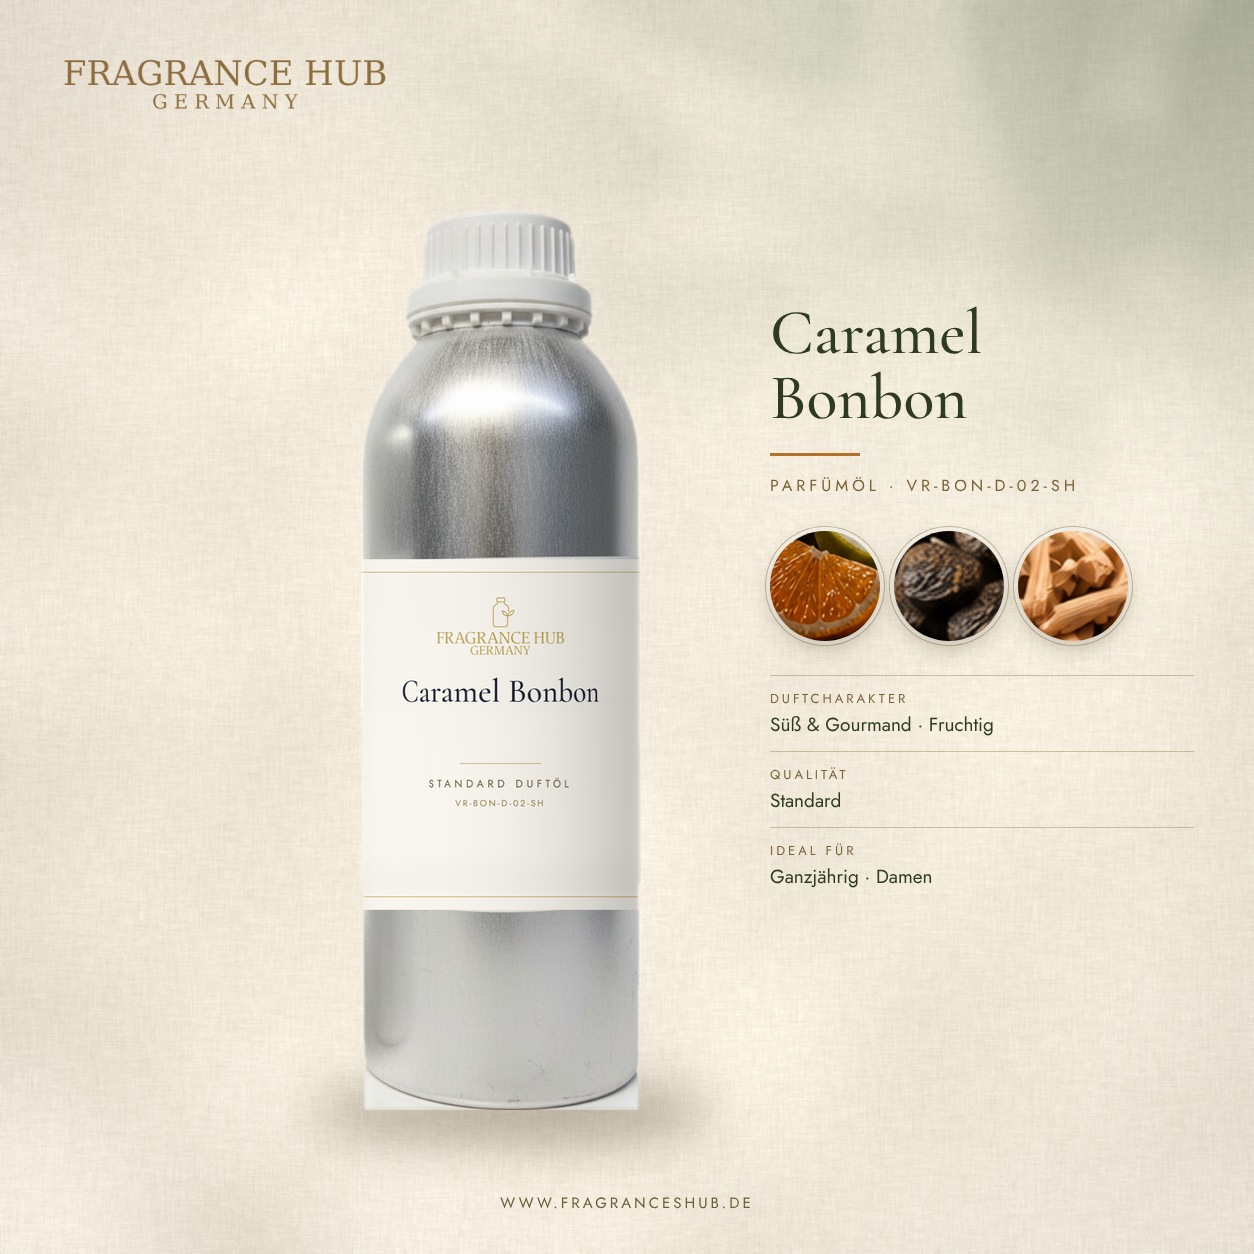 FRAGRANCE HUB
GERMANY
Caramel
Bonbon
PARFÜMÖL · VR-BON-D-02-SH
DUFTCHARAKTER
Süß & Gourmand · Fruchtig
QUALITÄT
Standard
IDEAL FÜR
Ganzjährig · Damen
FRAGRANCE HUB
GERMANY
Caramel Bonbon
STANDARD DUFTÖL
VR-BON-D-02-SH
WWW.FRAGRANCESHUB.DE